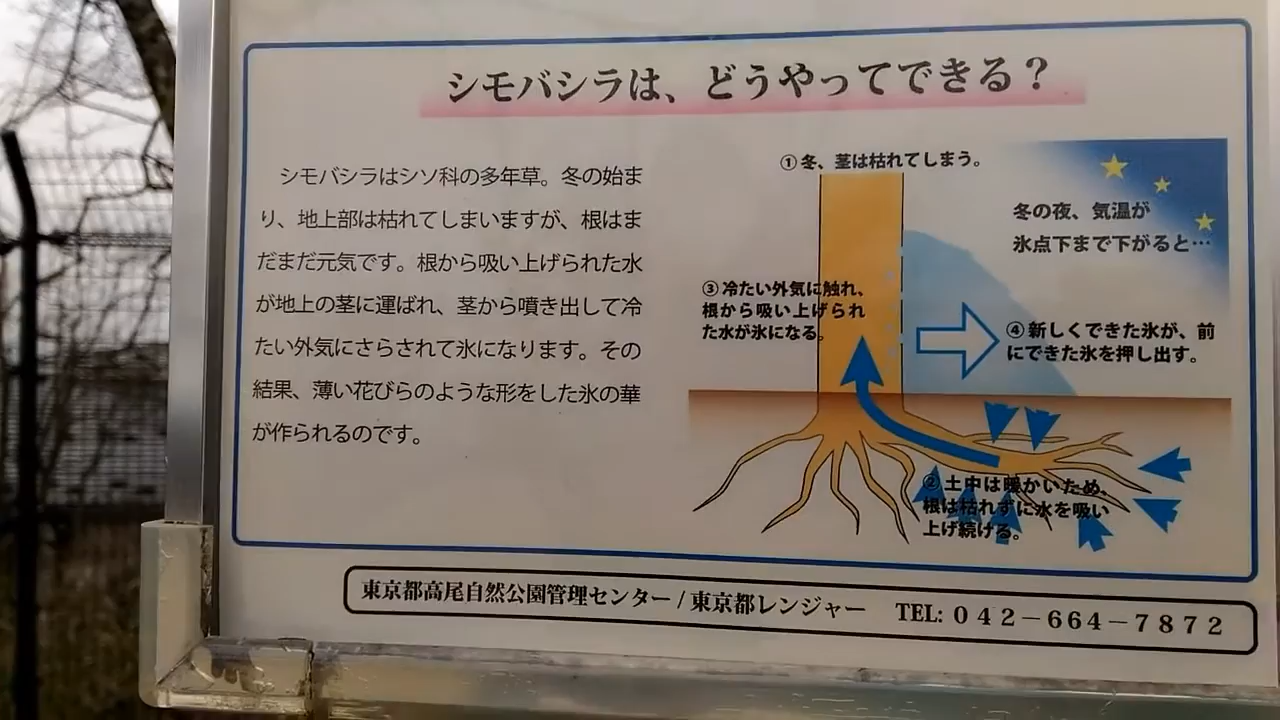 シモバシラは、どうやってできる？
シモバシラはシソ科の多年草。冬の始ま
り、地上部は枯れてしまいますが、根はま
だまだ元気です。根から吸い上げられた水
が地上の茎に運ばれ、茎から噴き出して冷
たい外気にさらされて氷になります。その
結果、薄い花びらのような形をした氷の華
が作られるのです。
①冬、茎は枯れてしまう。
冬の夜、気温が
氷点下まで下がると…
③冷たい外気に触れ、
根から吸い上げられ
た水が氷になる。
④新しくできた氷が、前
にできた氷を押し出す。
②土中は暖かいため、
根は枯れずに水を吸い
上げ続ける。
東京都高尾自然公園管理センター / 東京都レンジャー　TEL: ０４２－６６４－７８７２